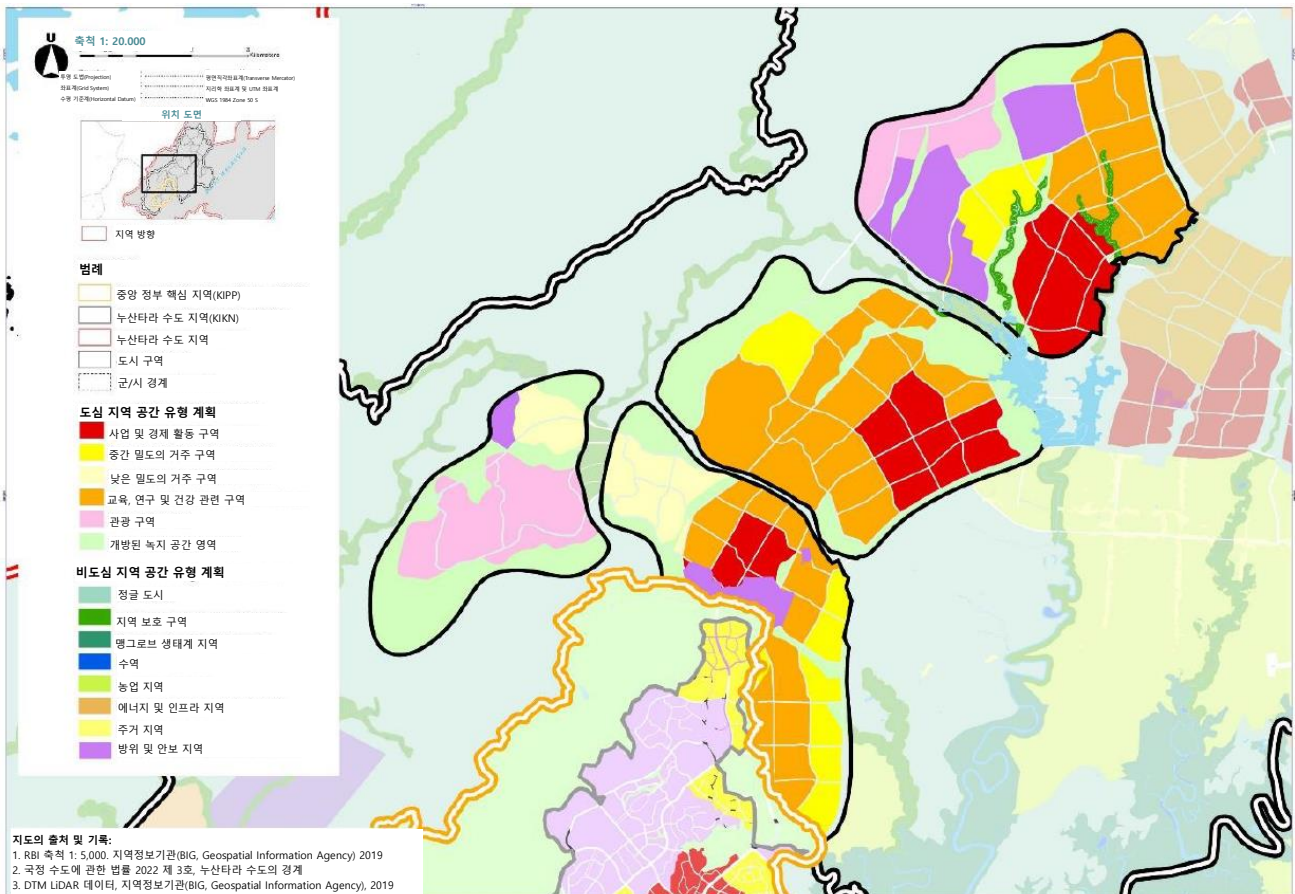 U
축척 1: 20.000
Kilometers
투영 도법(Projection)
평면직각좌표계(Transverse Mercator)
좌표계(Grid System)
지리학 좌표계 및 UTM 좌표계
수평 기준계(Horizontal Datum)
WGS 1984 Zone 50 S
위치 도면
지역 방향
범례
중앙 정부 핵심 지역(KIPP)
누산타라 수도 지역(KIKN)
누산타라 수도 지역
도시 구역
군/시 경계
도심 지역 공간 유형 계획
사업 및 경제 활동 구역
중간 밀도의 거주 구역
낮은 밀도의 거주 구역
교육, 연구 및 건강 관련 구역
관광 구역
개방된 녹지 공간 영역
비도심 지역 공간 유형 계획
정글 도시
지역 보호 구역
맹그로브 생태계 지역
수역
농업 지역
에너지 및 인프라 지역
주거 지역
방위 및 안보 지역
지도의 출처 및 기록:
1. RBI 축척 1: 5,000. 지역정보기관(BIG, Geospatial Information Agency) 2019
2. 국정 수도에 관한 법률 2022 제 3호, 누산타라 수도의 경계
3. DTM LiDAR 데이터, 지역정보기관(BIG, Geospatial Information Agency), 2019